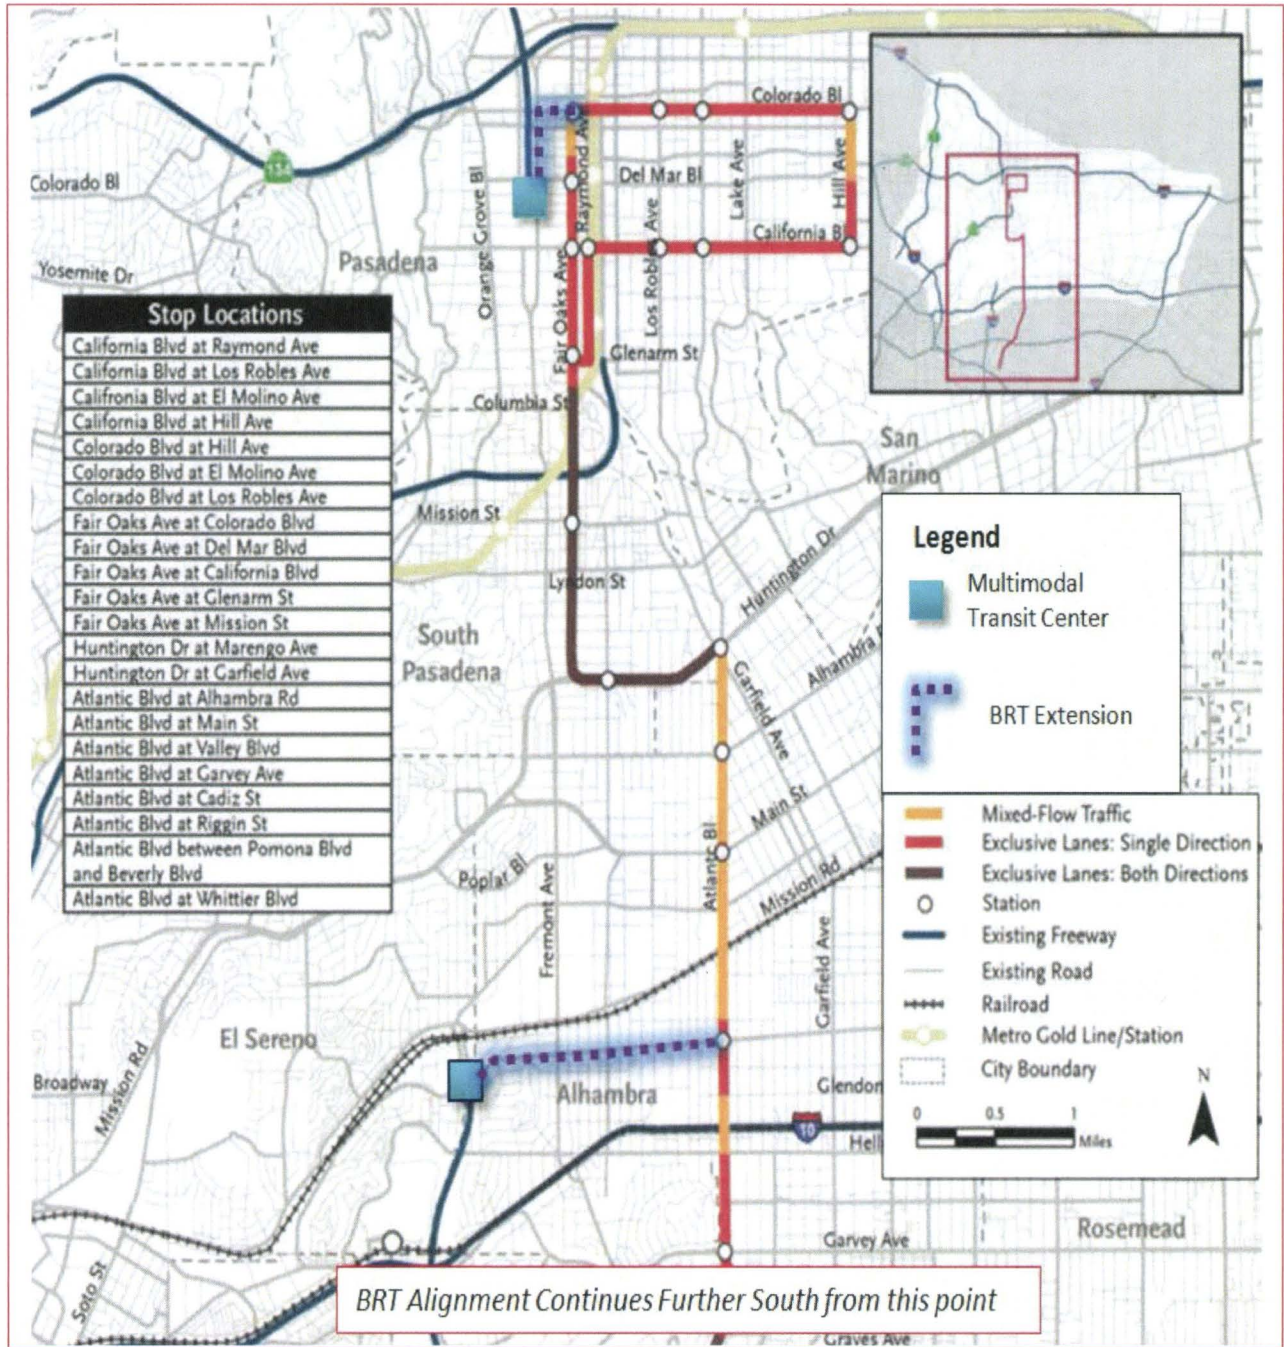 Colorado Bl
134
Colorado Bl
Del Mar Bl
Orange Grove Bl
Raymond Ave
Lake Ave
Hill Ave
California Bl
Pasadena
Yosemite Dr
Los Robles Ave
Fair Oaks Ave
Glenarm St
Columbia St
Stop Locations
California Blvd at Raymond Ave
California Blvd at Los Robles Ave
Califronia Blvd at El Molino Ave
California Blvd at Hill Ave
Colorado Blvd at Hill Ave
Colorado Blvd at El Molino Ave
Colorado Blvd at Los Robles Ave
Fair Oaks Ave at Colorado Blvd
Fair Oaks Ave at Del Mar Blvd
Fair Oaks Ave at California Blvd
Fair Oaks Ave at Glenarm St
Fair Oaks Ave at Mission St
Huntington Dr at Marengo Ave
Huntington Dr at Garfield Ave
Atlantic Blvd at Alhambra Rd
Atlantic Blvd at Main St
Atlantic Blvd at Valley Blvd
Atlantic Blvd at Garvey Ave
Atlantic Blvd at Cadiz St
Atlantic Blvd at Riggin St
Atlantic Blvd between Pomona Blvd
and Beverly Blvd
Atlantic Blvd at Whittier Blvd
San
Marino
Mission St
Lyndon St
Huntington Dr
South
Pasadena
Alhambra
Garfield Ave
Main St
Atlantic Bl
Poplar Bl
Fremont Ave
Mission Rd
Garfield Ave
Legend
Multimodal
Transit Center
BRT Extension
Mixed-Flow Traffic
Exclusive Lanes: Single Direction
Exclusive Lanes: Both Directions
Station
Existing Freeway
Existing Road
Railroad
Metro Gold Line/Station
City Boundary
0 0.5 1
Miles
N
El Sereno
Broadway
Mission Rd
Alhambra
Glendon
10
Hell
Soto St
Garvey Ave
Rosemead
BRT Alignment Continues Further South from this point
Graves Ave